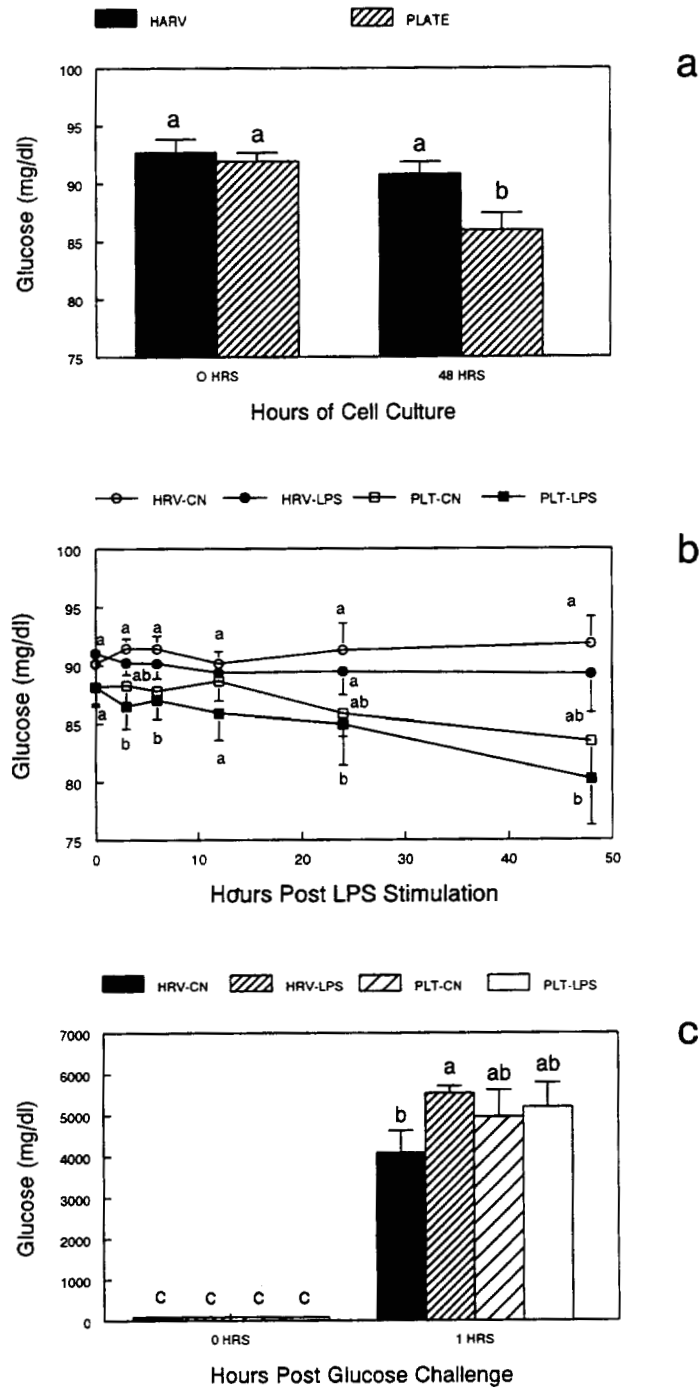 HARV PLATE
a
100
95
90
85
80
75
Glucose (mg/dl)
a a a b
O HRS 48 HRS
Hours of Cell Culture
HRV-CN HRV-LPS PLT-CN PLT-LPS
b
100
95
90
85
80
75
Glucose (mg/dl)
a a a a a a
ab a
ab ab
a b b a b b
0 10 20 30 40 50
Hours Post LPS Stimulation
HRV-CN HRV-LPS PLT-CN PLT-LPS
c
7000
6000
5000
4000
3000
2000
1000
0
Glucose (mg/dl)
c c c c b a ab ab
0 HRS 1 HRS
Hours Post Glucose Challenge